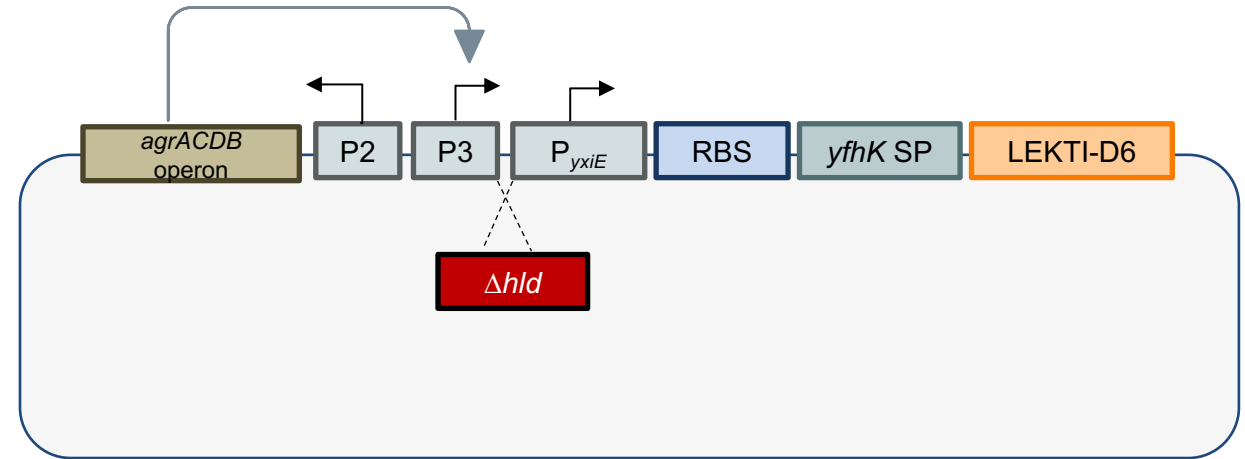 agrACDB
operon
P2
P3
PyxiE
RBS
yfhK SP
LEKTI-D6
Δhld